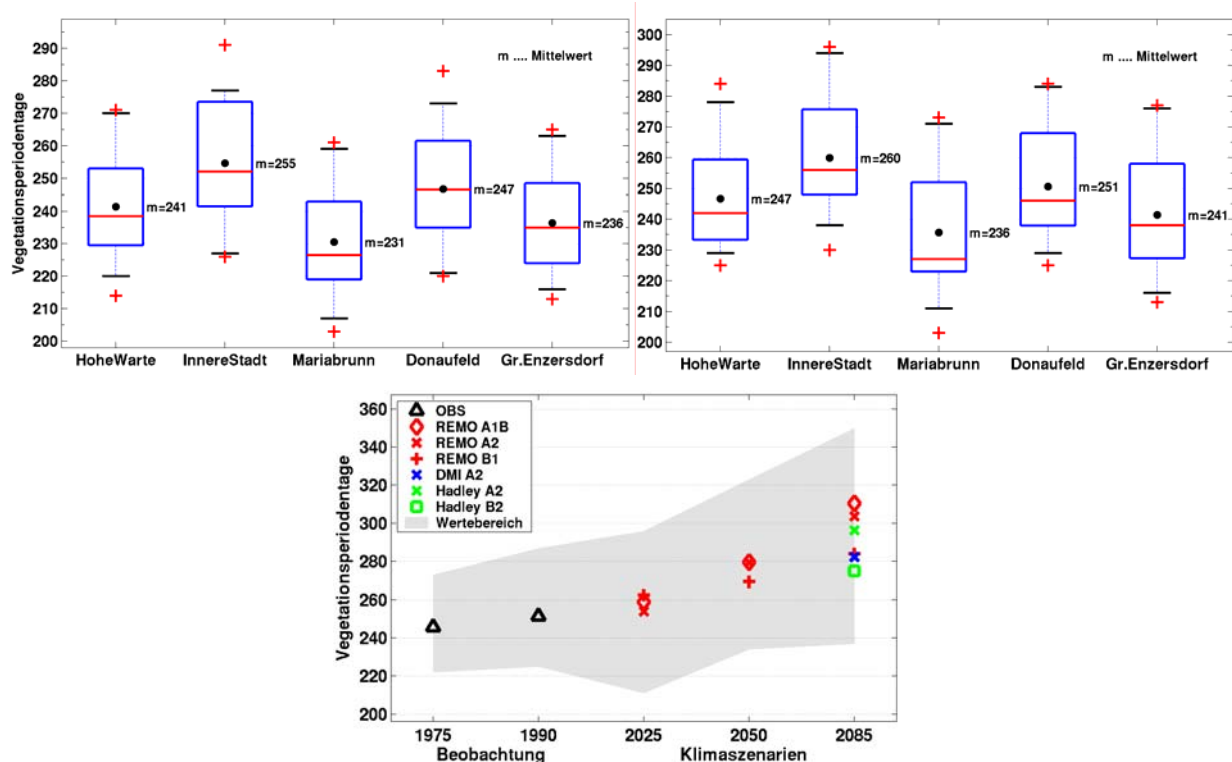 290
280
270
260
250
240
230
220
210
200
Vegetationsperiodentage
m .... Mittelwert
m=241
m=255
m=231
m=247
m=236
HoheWarte InnereStadt Mariabrunn Donaufeld Gr.Enzersdorf
300
290
280
270
260
250
240
230
220
210
200
m .... Mittelwert
m=247
m=260
m=236
m=251
m=241
HoheWarte InnereStadt Mariabrunn Donaufeld Gr.Enzersdorf
360
340
320
300
280
260
240
220
200
Vegetationsperiodentage
OBS
REMO A1B
REMO A2
REMO B1
DMI A2
Hadley A2
Hadley B2
Wertebereich
1975 1990 2025 2050 2085
Beobachtung Klimaszenarien